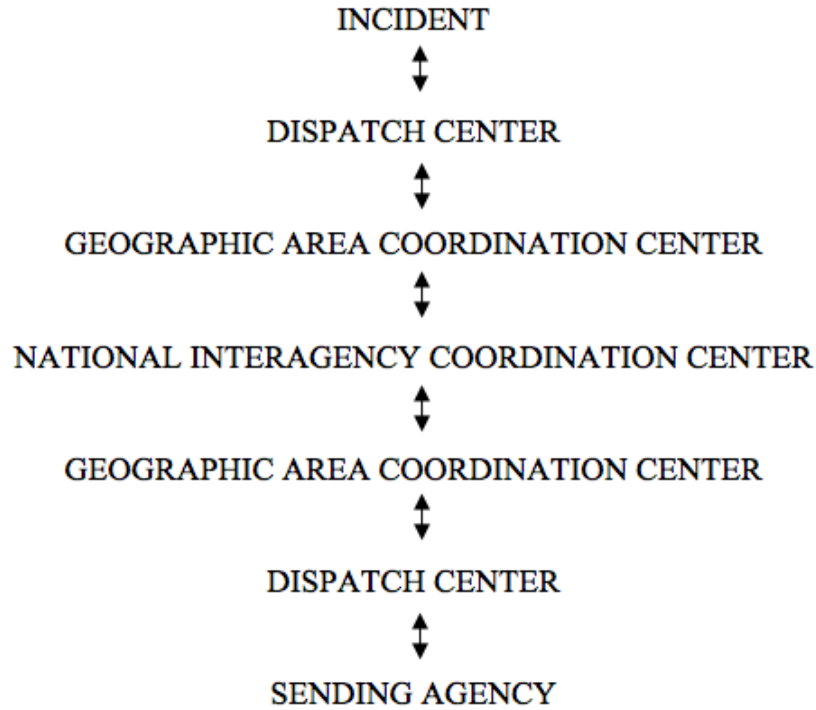 INCIDENT
DISPATCH CENTER
GEOGRAPHIC AREA COORDINATION CENTER
NATIONAL INTERAGENCY COORDINATION CENTER
GEOGRAPHIC AREA COORDINATION CENTER
DISPATCH CENTER
SENDING AGENCY